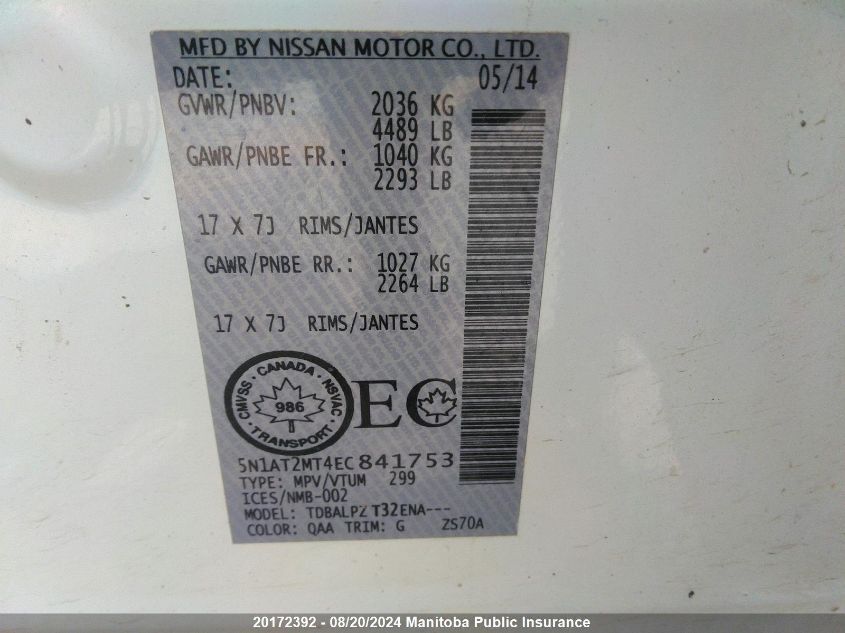 MFD BY NISSAN MOTOR CO., LTD.
DATE: 05/14
GVWR/PNBV: 2036 KG
4489 LB
GAWR/PNBE FR.: 1040 KG
2293 LB
17 X 7J RIMS/JANTES
GAWR/PNBE RR.: 1027 KG
2264 LB
17 X 7J RIMS/JANTES
CMVSS · CANADA · NSVAC · TRANSPORT ·
986
EC
5N1AT2MT4EC841753
TYPE: MPV/VTUM 299
ICES/NMB-002
MODEL: TDBALPZ T32ENA---
COLOR: QAA TRIM: G ZS70A
20172392 - 08/20/2024 Manitoba Public Insurance